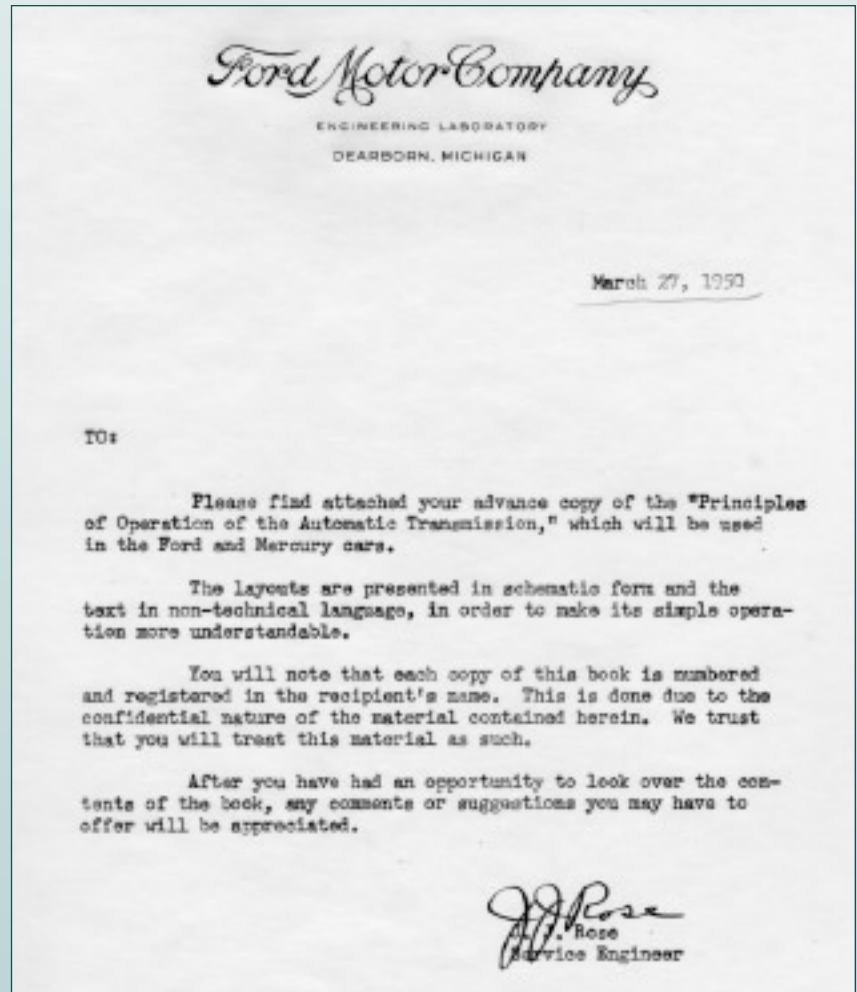 Ford Motor Company
ENGINEERING LABORATORY
DEARBORN, MICHIGAN
March 27, 1950
TO:
Please find attached your advance copy of the "Principles
of Operation of the Automatic Transmission," which will be used
in the Ford and Mercury cars.
The layouts are presented in schematic form and the
text in non-technical language, in order to make its simple opera-
tion more understandable.
You will note that each copy of this book is numbered
and registered in the recipient's name. This is done due to the
confidential nature of the material contained herein. We trust
that you will treat this material as such.
After you have had an opportunity to look over the con-
tents of the book, any comments or suggestions you may have to
offer will be appreciated.
JJ Rose
J. Rose
Service Engineer